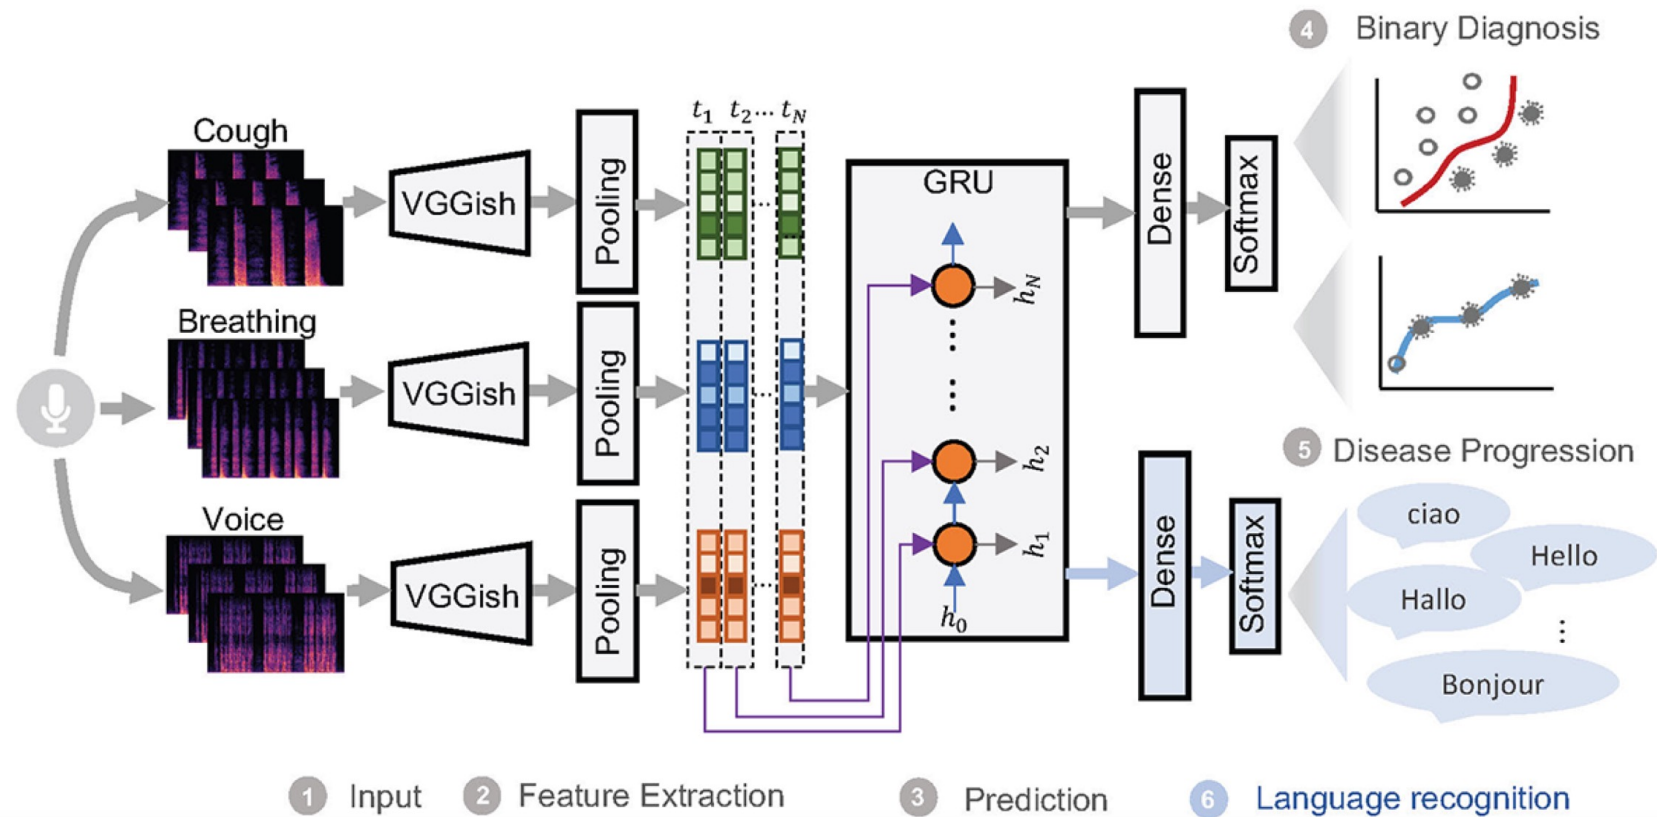 4 Binary Diagnosis
t₁ t₂... t_N
Cough
VGGish
Pooling
GRU
Dense
Softmax
h_N
Breathing
VGGish
Pooling
h₂
5 Disease Progression
Voice
VGGish
Pooling
h₁
h₀
Dense
Softmax
ciao
Hello
Hallo
Bonjour
1 Input
2 Feature Extraction
3 Prediction
6 Language recognition